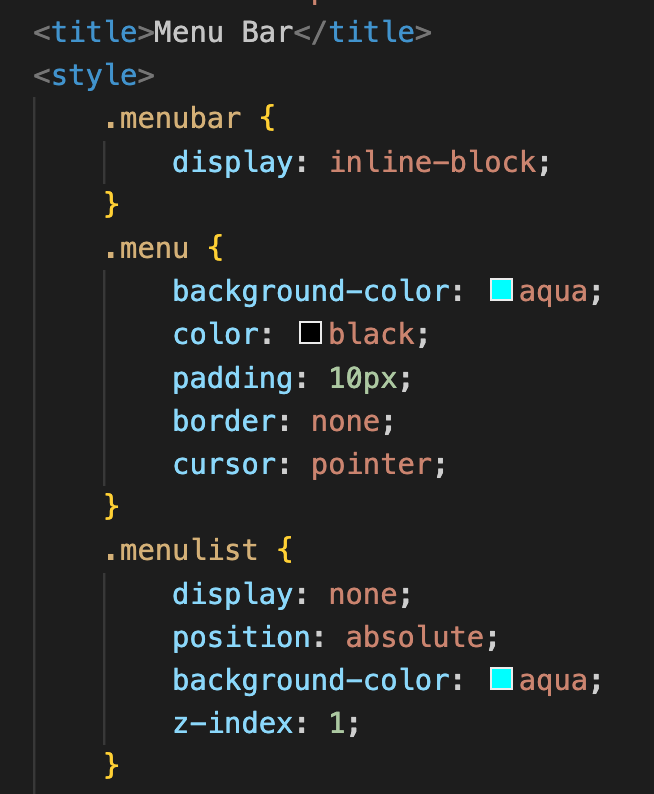 <title>Menu Bar</title>
<style>
.menubar {
display: inline-block;
}
.menu {
background-color: aqua;
color: black;
padding: 10px;
border: none;
cursor: pointer;
}
.menulist {
display: none;
position: absolute;
background-color: aqua;
z-index: 1;
}